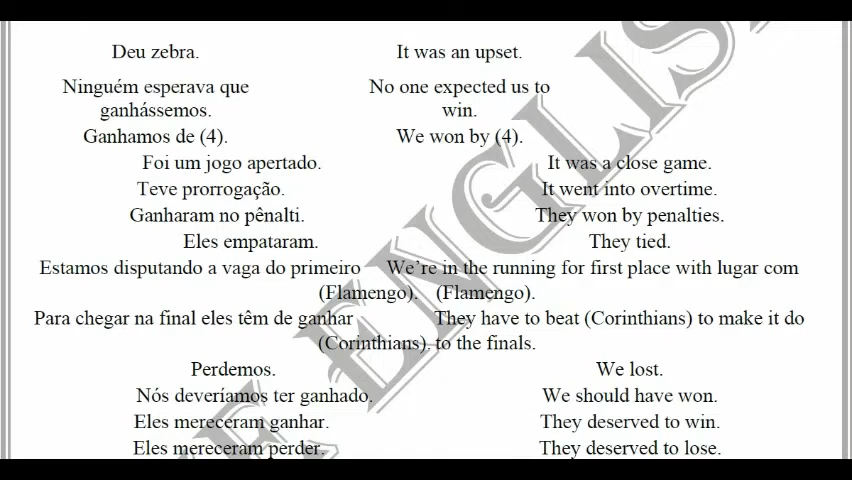 Deu zebra. It was an upset.
Ninguém esperava que No one expected us to
ganhássemos. win.
Ganhamos de (4). We won by (4).
Foi um jogo apertado. It was a close game.
Teve prorrogação. It went into overtime.
Ganharam no pênalti. They won by penalties.
Eles empataram. They tied.
Estamos disputando a vaga do primeiro We’re in the running for first place with lugar com
(Flamengo). (Flamengo).
Para chegar na final eles têm de ganhar They have to beat (Corinthians) to make it do
(Corinthians). to the finals.
Perdemos. We lost.
Nós deveríamos ter ganhado. We should have won.
Eles mereceram ganhar. They deserved to win.
Eles mereceram perder. They deserved to lose.
ENGLIS